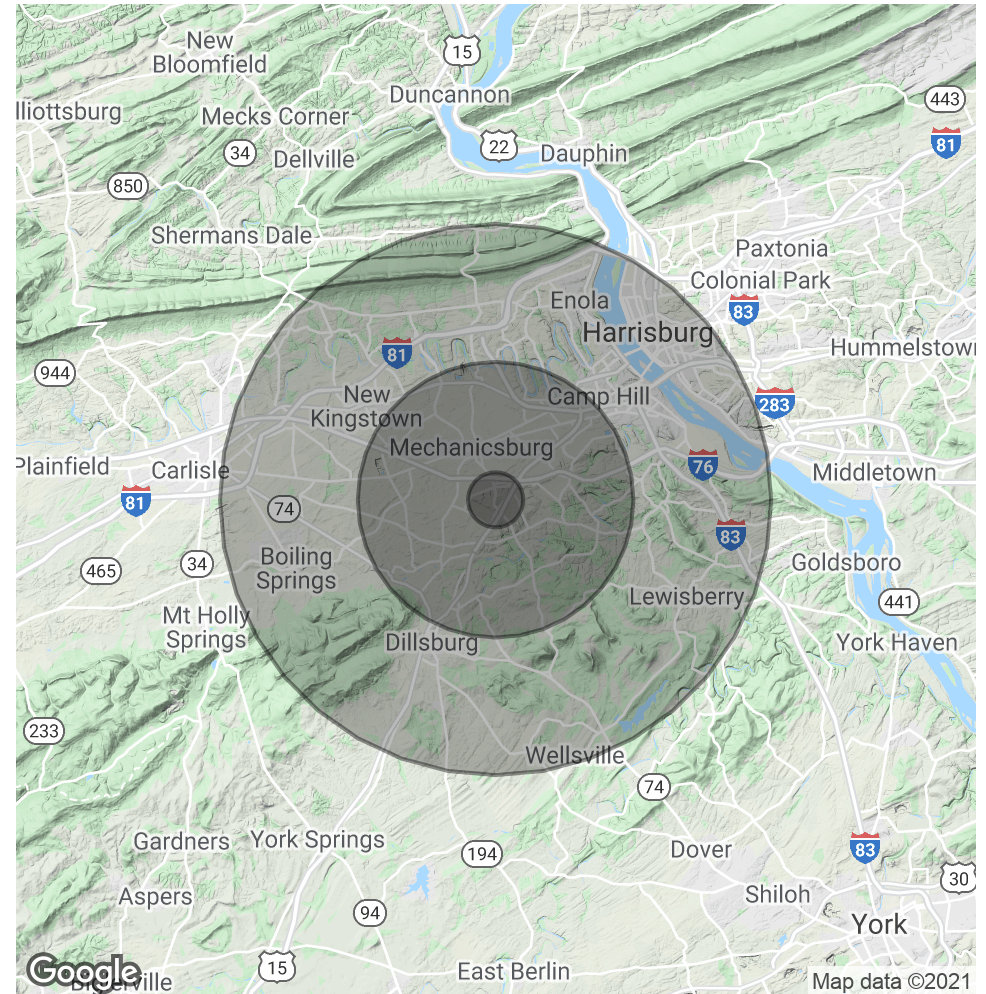 New
Bloomfield
15
Duncannon
lliottsburg
Mecks Corner
443
81
22
34
Dellville
Dauphin
850
Shermans Dale
Paxtonia
Colonial Park
Enola
83
Harrisburg
Hummelstown
81
944
New
Kingstown
Camp Hill
283
Mechanicsburg
Plainfield
Carlisle
76
Middletown
81
74
83
Boiling
Springs
465
34
Goldsboro
Lewisberry
441
Mt Holly
Springs
Dillsburg
York Haven
233
Wellsville
74
Gardners
York Springs
194
Dover
83
30
Aspers
Shiloh
94
York
15
East Berlin
Google
Map data ©2021